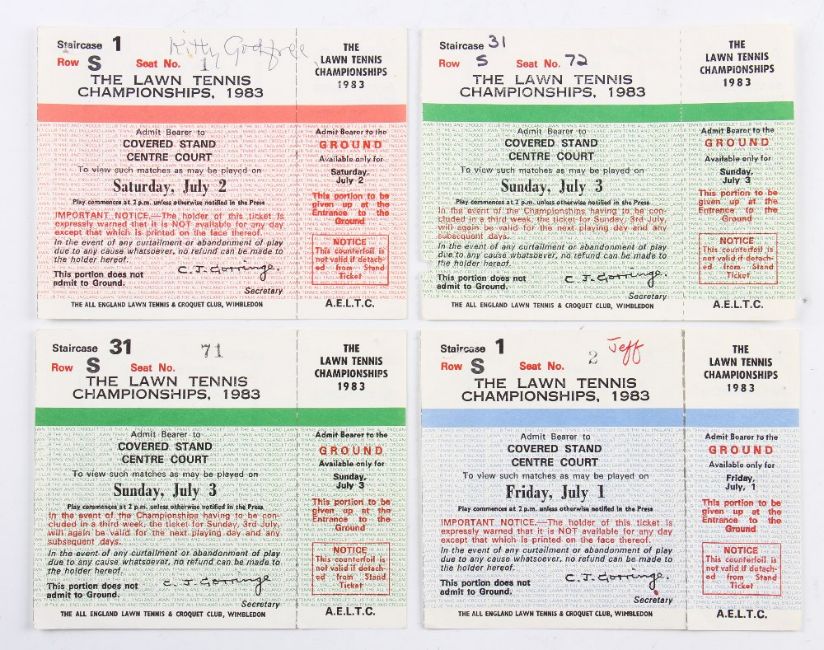 Staircase 1 Kitty Godfree
Row S Seat No. 1
THE LAWN TENNIS
CHAMPIONSHIPS, 1983
Admit Bearer to
COVERED STAND
CENTRE COURT
To view such matches as may be played on
Saturday, July 2
Play commences at 2 p.m. unless otherwise notified in the Press
IMPORTANT NOTICE.—The holder of this ticket is
expressly warned that it is NOT available for any day
except that which is printed on the face thereof.
In the event of any curtailment or abandonment of play
due to any cause whatsoever, no refund can be made to
the holder hereof.
This portion does not
admit to Ground.
C. J. Gorringe.
Secretary
THE ALL ENGLAND LAWN TENNIS & CROQUET CLUB, WIMBLEDON
THE
LAWN TENNIS
CHAMPIONSHIPS
1983
Admit Bearer to the
GROUND
Available only for
Saturday,
July 2
This portion to be
given up at the
Entrance to the
Ground
NOTICE
This counterfoil is
not valid if detach-
ed from Stand
Ticket
A.E.L.T.C.
Staircase 31
Row S Seat No. 72
THE LAWN TENNIS
CHAMPIONSHIPS, 1983
Admit Bearer to
COVERED STAND
CENTRE COURT
To view such matches as may be played on
Sunday, July 3
Play commences at 2 p.m. unless otherwise notified in the Press
In the event of the Championships having to be con-
cluded in a third week, the ticket for Sunday, 3rd July,
will again be valid for the next playing day and any
subsequent days.
In the event of any curtailment or abandonment of play
due to any cause whatsoever, no refund can be made to
the holder hereof.
This portion does not
admit to Ground.
C. J. Gorringe.
Secretary
THE ALL ENGLAND LAWN TENNIS & CROQUET CLUB, WIMBLEDON
THE
LAWN TENNIS
CHAMPIONSHIPS
1983
Admit Bearer to the
GROUND
Available only for
Sunday,
July 3
This portion to be
given up at the
Entrance to the
Ground
NOTICE
This counterfoil is
not valid if detach-
ed from Stand
Ticket
A.E.L.T.C.
Staircase 31
Row S Seat No. 71
THE LAWN TENNIS
CHAMPIONSHIPS, 1983
Admit Bearer to
COVERED STAND
CENTRE COURT
To view such matches as may be played on
Sunday, July 3
Play commences at 2 p.m. unless otherwise notified in the Press
In the event of the Championships having to be con-
cluded in a third week, the ticket for Sunday, 3rd July,
will again be valid for the next playing day and any
subsequent days.
In the event of any curtailment or abandonment of play
due to any cause whatsoever, no refund can be made to
the holder hereof.
This portion does not
admit to Ground.
C. J. Gorringe
Secretary
THE ALL ENGLAND LAWN TENNIS & CROQUET CLUB, WIMBLEDON
THE
LAWN TENNIS
CHAMPIONSHIPS
1983
Admit Bearer to the
GROUND
Available only for
Sunday,
July 3
This portion to be
given up at the
Entrance to the
Ground
NOTICE
This counterfoil is
not valid if detach-
ed from Stand
Ticket
A.E.L.T.C.
Staircase 1 Jeff
Row S Seat No. 2
THE LAWN TENNIS
CHAMPIONSHIPS, 1983
Admit Bearer to
COVERED STAND
CENTRE COURT
To view such matches as may be played on
Friday, July 1
Play commences at 2 p.m. unless otherwise notified in the Press
IMPORTANT NOTICE.—The holder of this ticket is
expressly warned that it is NOT available for any day
except that which is printed on the face thereof.
In the event of any curtailment or abandonment of play
due to any cause whatsoever, no refund can be made to
the holder hereof.
This portion does not
admit to Ground.
C. J. Gorringe.
Secretary
THE ALL ENGLAND LAWN TENNIS & CROQUET CLUB, WIMBLEDON
THE
LAWN TENNIS
CHAMPIONSHIPS
1983
Admit Bearer to the
GROUND
Available only for
Friday,
July, 1
This portion to be
given up at the
Entrance to the
Ground
NOTICE
This counterfoil is
not valid if detach-
ed from Stand
Ticket
A.E.L.T.C.